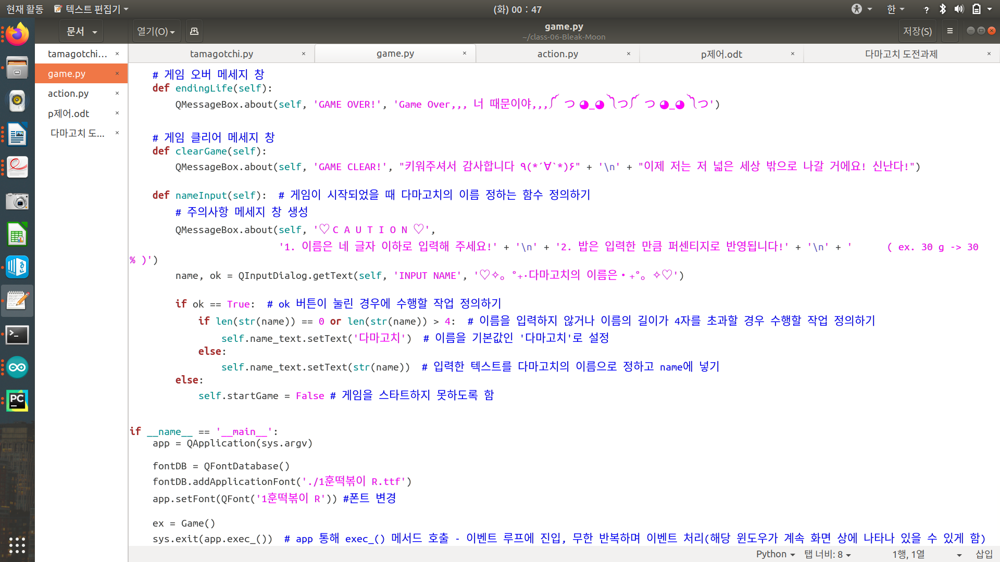 현재 활동 텍스트 편집기 (화) 00 : 47 한
문서 열기(O) game.py 저장(S)
~/class-06-Bleak-Moon
tamagotchi...
game.py
action.py
p제어.odt
다마고치 도...
tamagotchi.py game.py action.py p제어.odt 다마고치 도전과제
# 게임 오버 메세지 창
def endingLife(self):
QMessageBox.about(self, 'GAME OVER!', 'Game Over,,, 너 때문이야,,,༼ つ ◕_◕ ༽つ༼ つ ◕_◕ ༽つ')
# 게임 클리어 메세지 창
def clearGame(self):
QMessageBox.about(self, 'GAME CLEAR!', "키워주셔서 감사합니다 ٩(*´∀`*)۶" + '\n' + "이제 저는 저 넓은 세상 밖으로 나갈 거에요! 신난다!")
def nameInput(self): # 게임이 시작되었을 때 다마고치의 이름 정하는 함수 정의하기
# 주의사항 메세지 창 생성
QMessageBox.about(self, '♡ C A U T I O N ♡',
'1. 이름은 네 글자 이하로 입력해 주세요!' + '\n' + '2. 밥은 입력한 만큼 퍼센티지로 반영됩니다!' + '\n' + ' ( ex. 30 g -> 30
% )')
name, ok = QInputDialog.getText(self, 'INPUT NAME', '♡✧。°₊·다마고치의 이름은・₊°。✧♡')
if ok == True: # ok 버튼이 눌린 경우에 수행할 작업 정의하기
if len(str(name)) == 0 or len(str(name)) > 4: # 이름을 입력하지 않거나 이름의 길이가 4자를 초과할 경우 수행할 작업 정의하기
self.name_text.setText('다마고치') # 이름을 기본값인 '다마고치'로 설정
else:
self.name_text.setText(str(name)) # 입력한 텍스트를 다마고치의 이름으로 정하고 name에 넣기
else:
self.startGame = False # 게임을 스타트하지 못하도록 함
if __name__ == '__main__':
app = QApplication(sys.argv)
fontDB = QFontDatabase()
fontDB.addApplicationFont('./1훈떡볶이 R.ttf')
app.setFont(QFont('1훈떡볶이 R')) #폰트 변경
ex = Game()
sys.exit(app.exec_()) # app 통해 exec_() 메서드 호출 - 이벤트 루프에 진입, 무한 반복하며 이벤트 처리(해당 윈도우가 계속 화면 상에 나타나 있을 수 있게 함)
Python 탭 너비: 8 1행, 1열 삽입